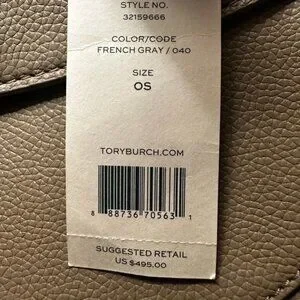 STYLE NO.
32159666
COLOR/CODE
FRENCH GRAY / 040
SIZE
OS
TORYBURCH.COM
8 88736 70563 1
SUGGESTED RETAIL
US $495.00